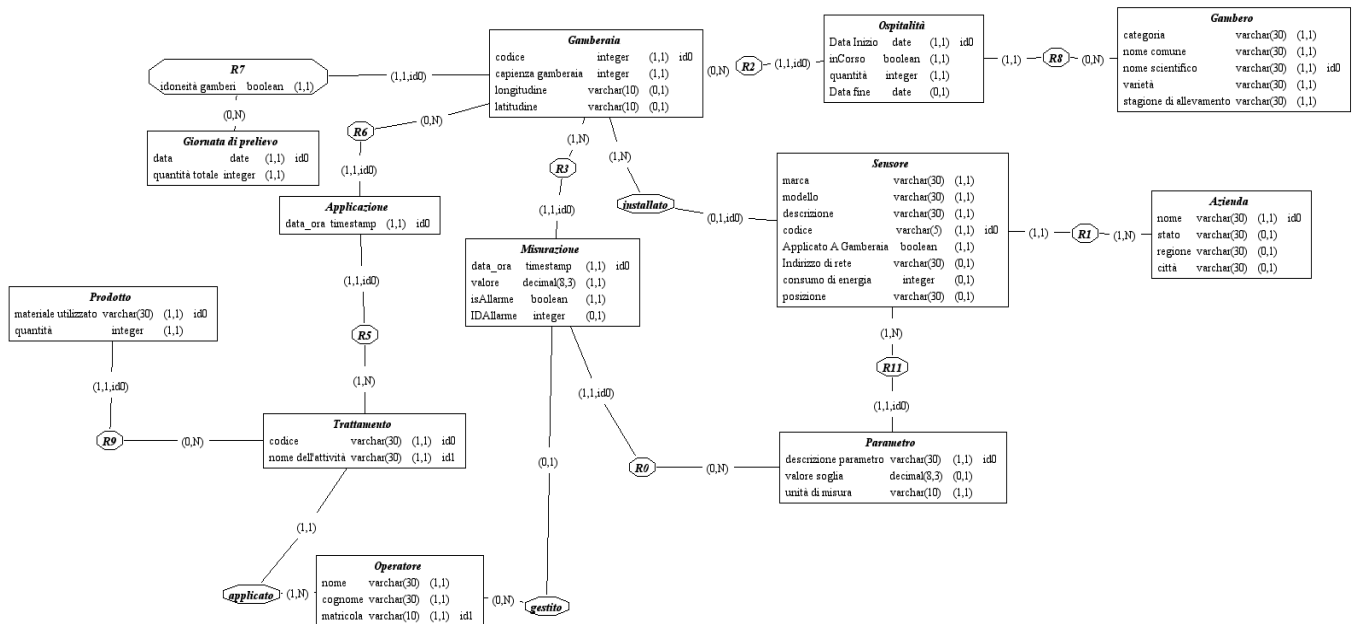 Gamberaia
codice integer (1,1) id0
capienza gamberaia integer (1,1)
longitudine varchar(10) (0,1)
latitudine varchar(10) (0,1)
(0,N)
R2
(1,1,id0)
Ospitalità
Data Inizio date (1,1) id0
inCorso boolean (1,1)
quantità integer (1,1)
Data fine date (0,1)
(1,1)
R8
(0,N)
Gambero
categoria varchar(30) (1,1)
nome comune varchar(30) (1,1)
nome scientifico varchar(30) (1,1) id0
varietà varchar(30) (1,1)
stagione di allevamento varchar(30) (1,1)
R7
idoneità gamberi boolean (1,1)
(1,1,id0)
(0,N)
Giornata di prelievo
data date (1,1) id0
quantità totale integer (1,1)
(0,N)
R6
(1,1,id0)
Applicazione
data_ora timestamp (1,1) id0
(1,1,id0)
R5
(1,N)
(1,N)
R3
(1,1,id0)
(1,N)
installato
(0,1,id0)
Sensore
marca varchar(30) (1,1)
modello varchar(30) (1,1)
descrizione varchar(30) (1,1)
codice varchar(5) (1,1) id0
Applicato A Gamberaia boolean (1,1)
Indirizzo di rete varchar(30) (0,1)
consumo di energia integer (0,1)
posizione varchar(30) (0,1)
(1,1)
R1
(1,N)
Azienda
nome varchar(30) (1,1) id0
stato varchar(30) (0,1)
regione varchar(30) (0,1)
città varchar(30) (0,1)
Misurazione
data_ora timestamp (1,1) id0
valore decimal(8,3) (1,1)
isAllarme boolean (1,1)
IDAllarme integer (0,1)
Prodotto
materiale utilizzato varchar(30) (1,1) id0
quantità integer (1,1)
(1,1,id0)
R9
(0,N)
Trattamento
codice varchar(30) (1,1) id0
nome dell'attività varchar(30) (1,1) id1
(1,N)
R11
(1,1,id0)
(1,1,id0)
R0
(0,N)
Parametro
descrizione parametro varchar(30) (1,1) id0
valore soglia decimal(8,3) (0,1)
unità di misura varchar(10) (1,1)
(0,1)
(1,1)
applicato
(1,N)
Operatore
nome varchar(30) (1,1)
cognome varchar(30) (1,1)
matricola varchar(10) (1,1) id1
(0,N)
gestito